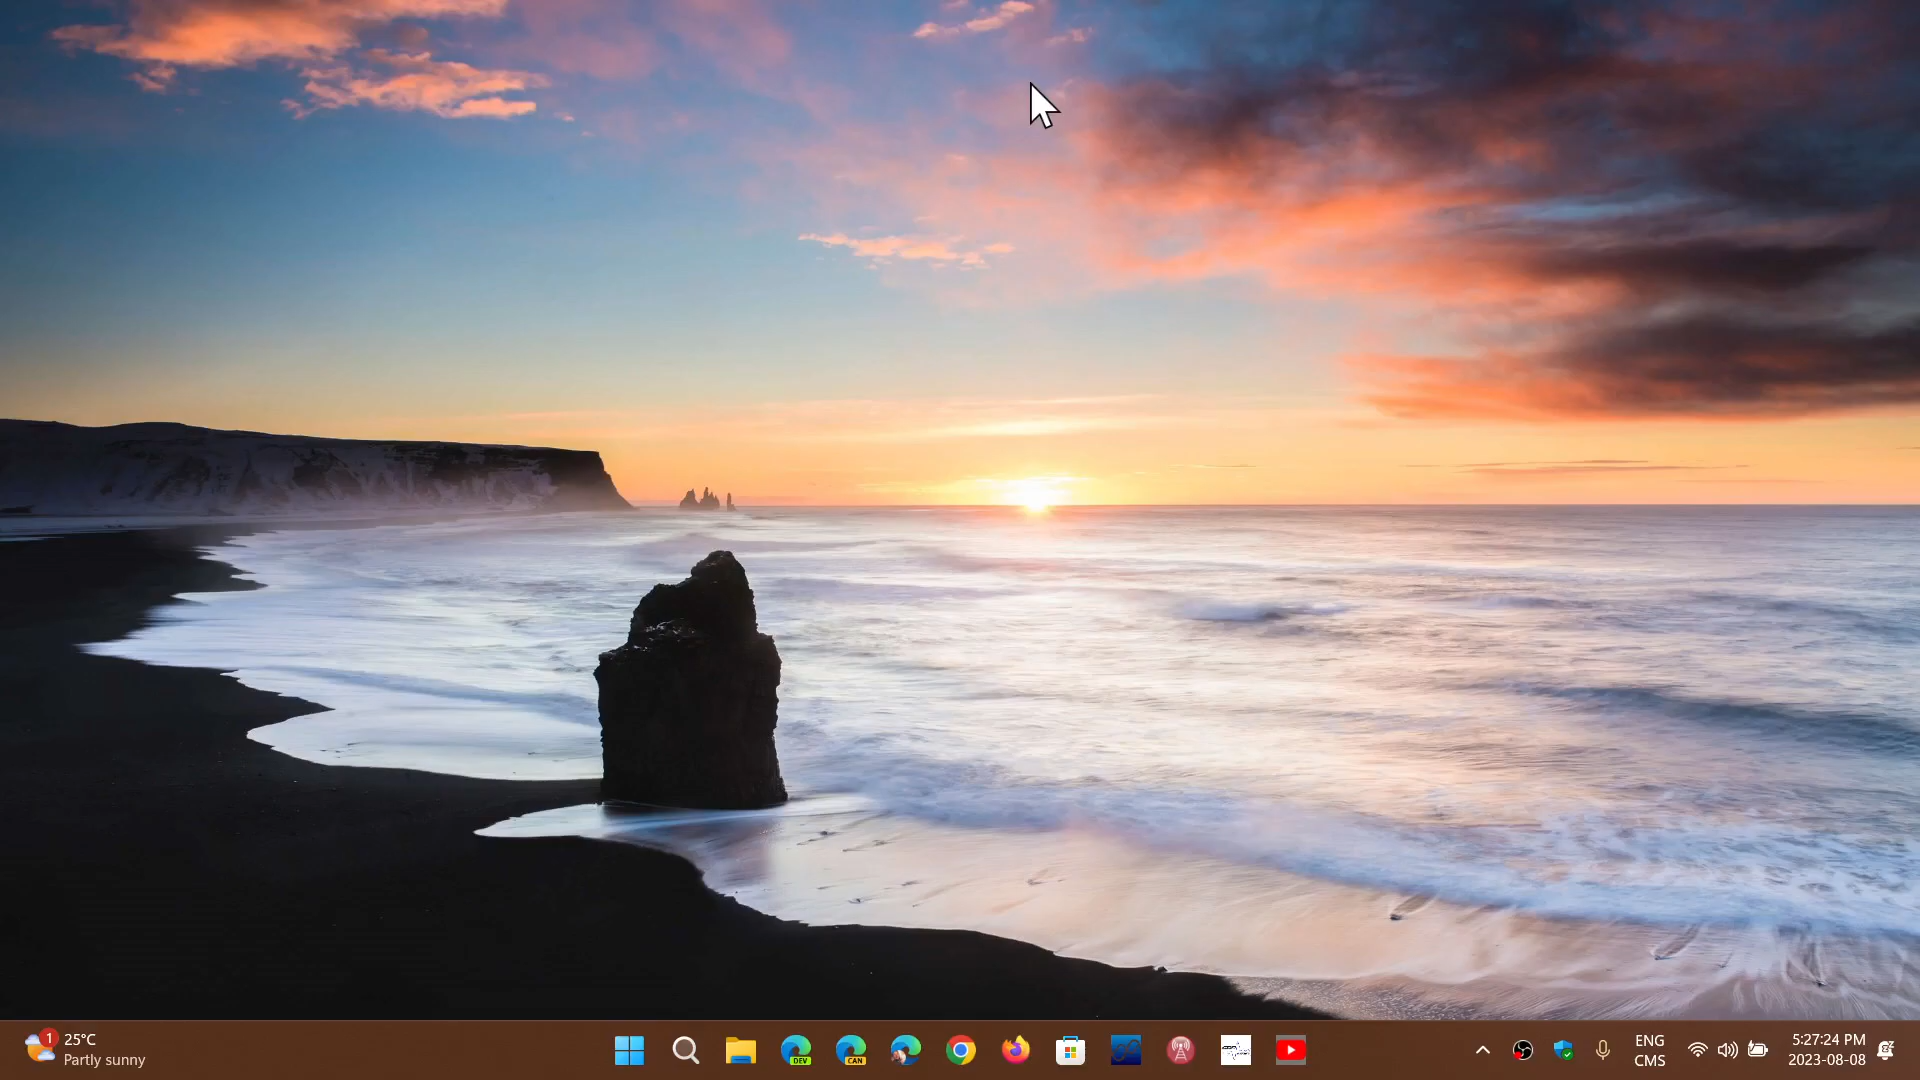 1
25°C
Partly sunny
DEV
CAN
ENG
CMS
5:27:24 PM
2023-08-08